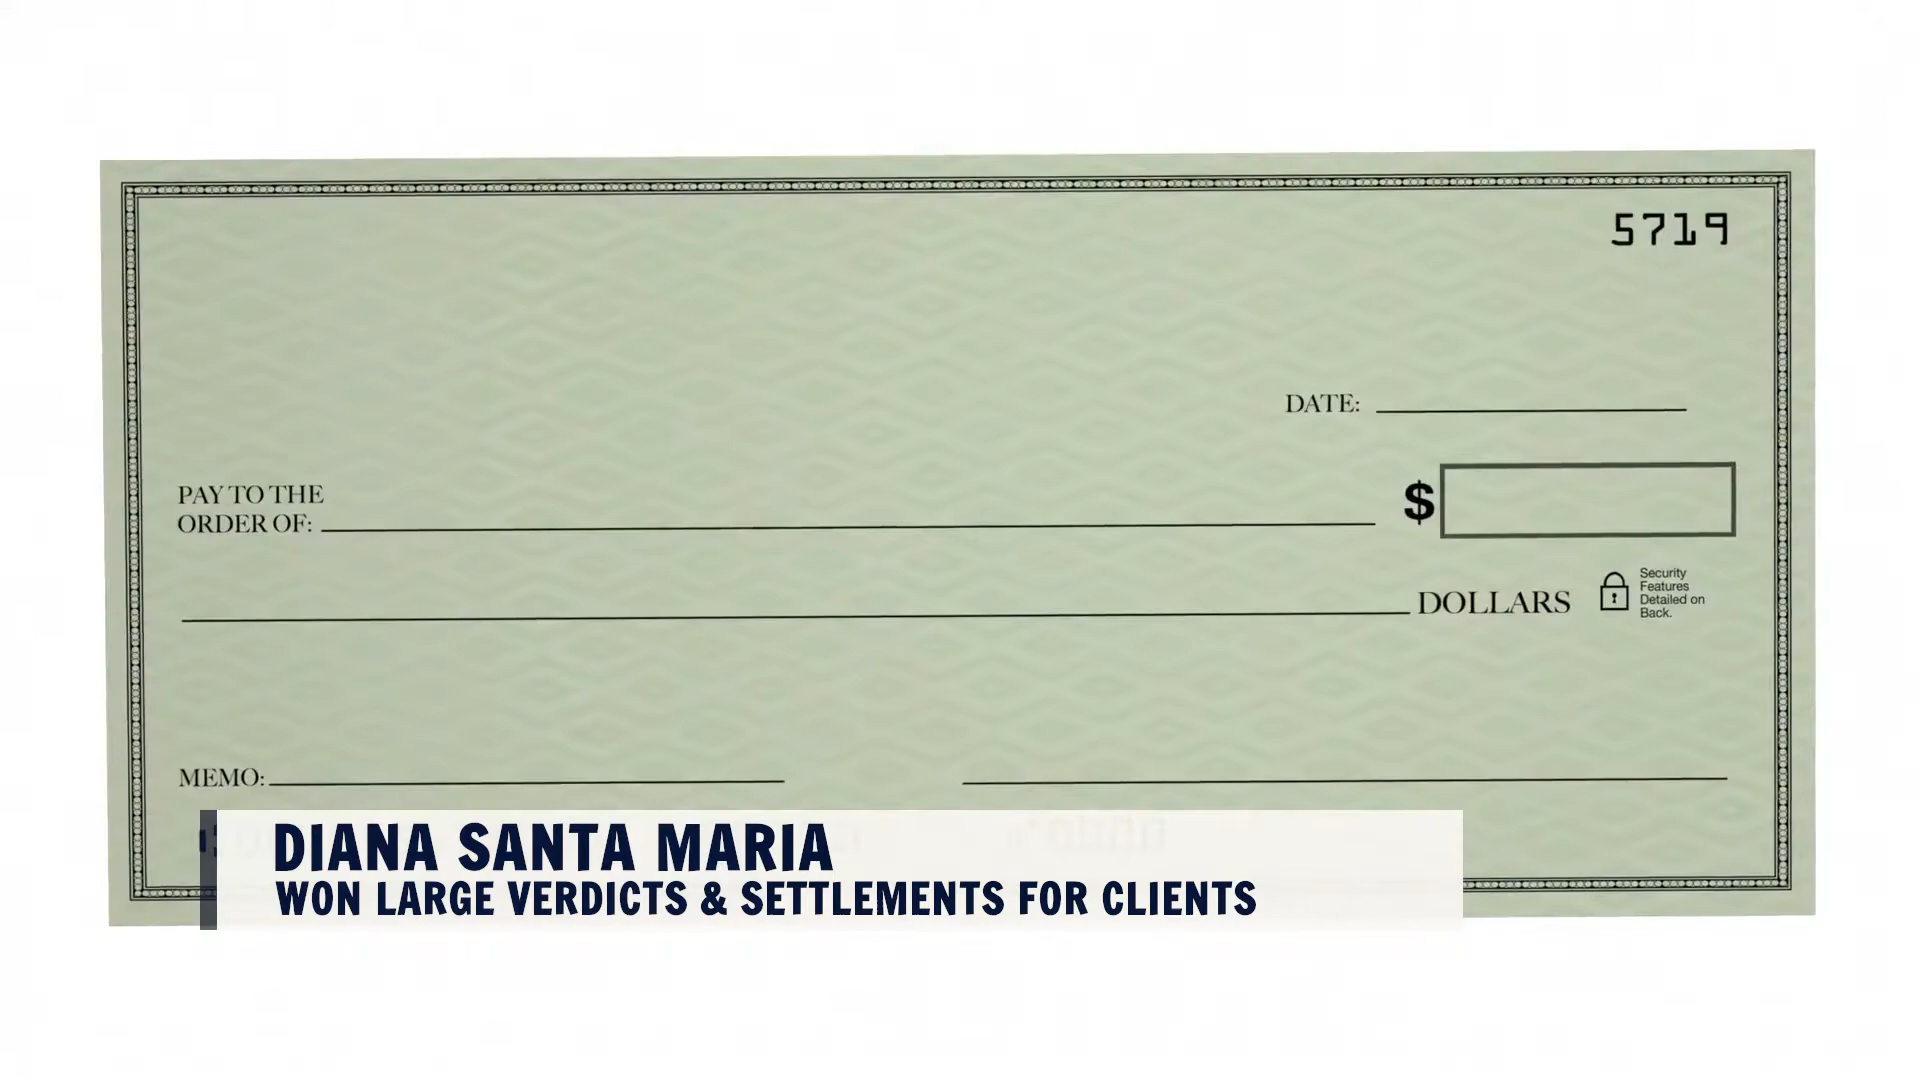 5719
DATE:
PAY TO THE
ORDER OF:
$
DOLLARS
Security
Features
Detailed on
Back.
MEMO:
DIANA SANTA MARIA
WON LARGE VERDICTS & SETTLEMENTS FOR CLIENTS